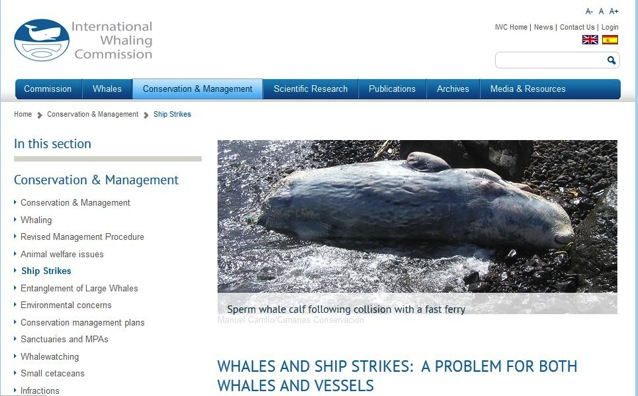 A- A A+
International
Whaling
Commission
IWC Home | News | Contact Us | Login
Commission Whales Conservation & Management Scientific Research Publications Archives Media & Resources
Home Conservation & Management Ship Strikes
In this section
Conservation & Management
Conservation & Management
Whaling
Revised Management Procedure
Animal welfare issues
Ship Strikes
Entanglement of Large Whales
Environmental concerns
Conservation management plans
Sanctuaries and MPAs
Whalewatching
Small cetaceans
Infractions
Sperm whale calf following collision with a fast ferry
Manuel Carrillo/Canarias Conservacion
WHALES AND SHIP STRIKES: A PROBLEM FOR BOTH
WHALES AND VESSELS